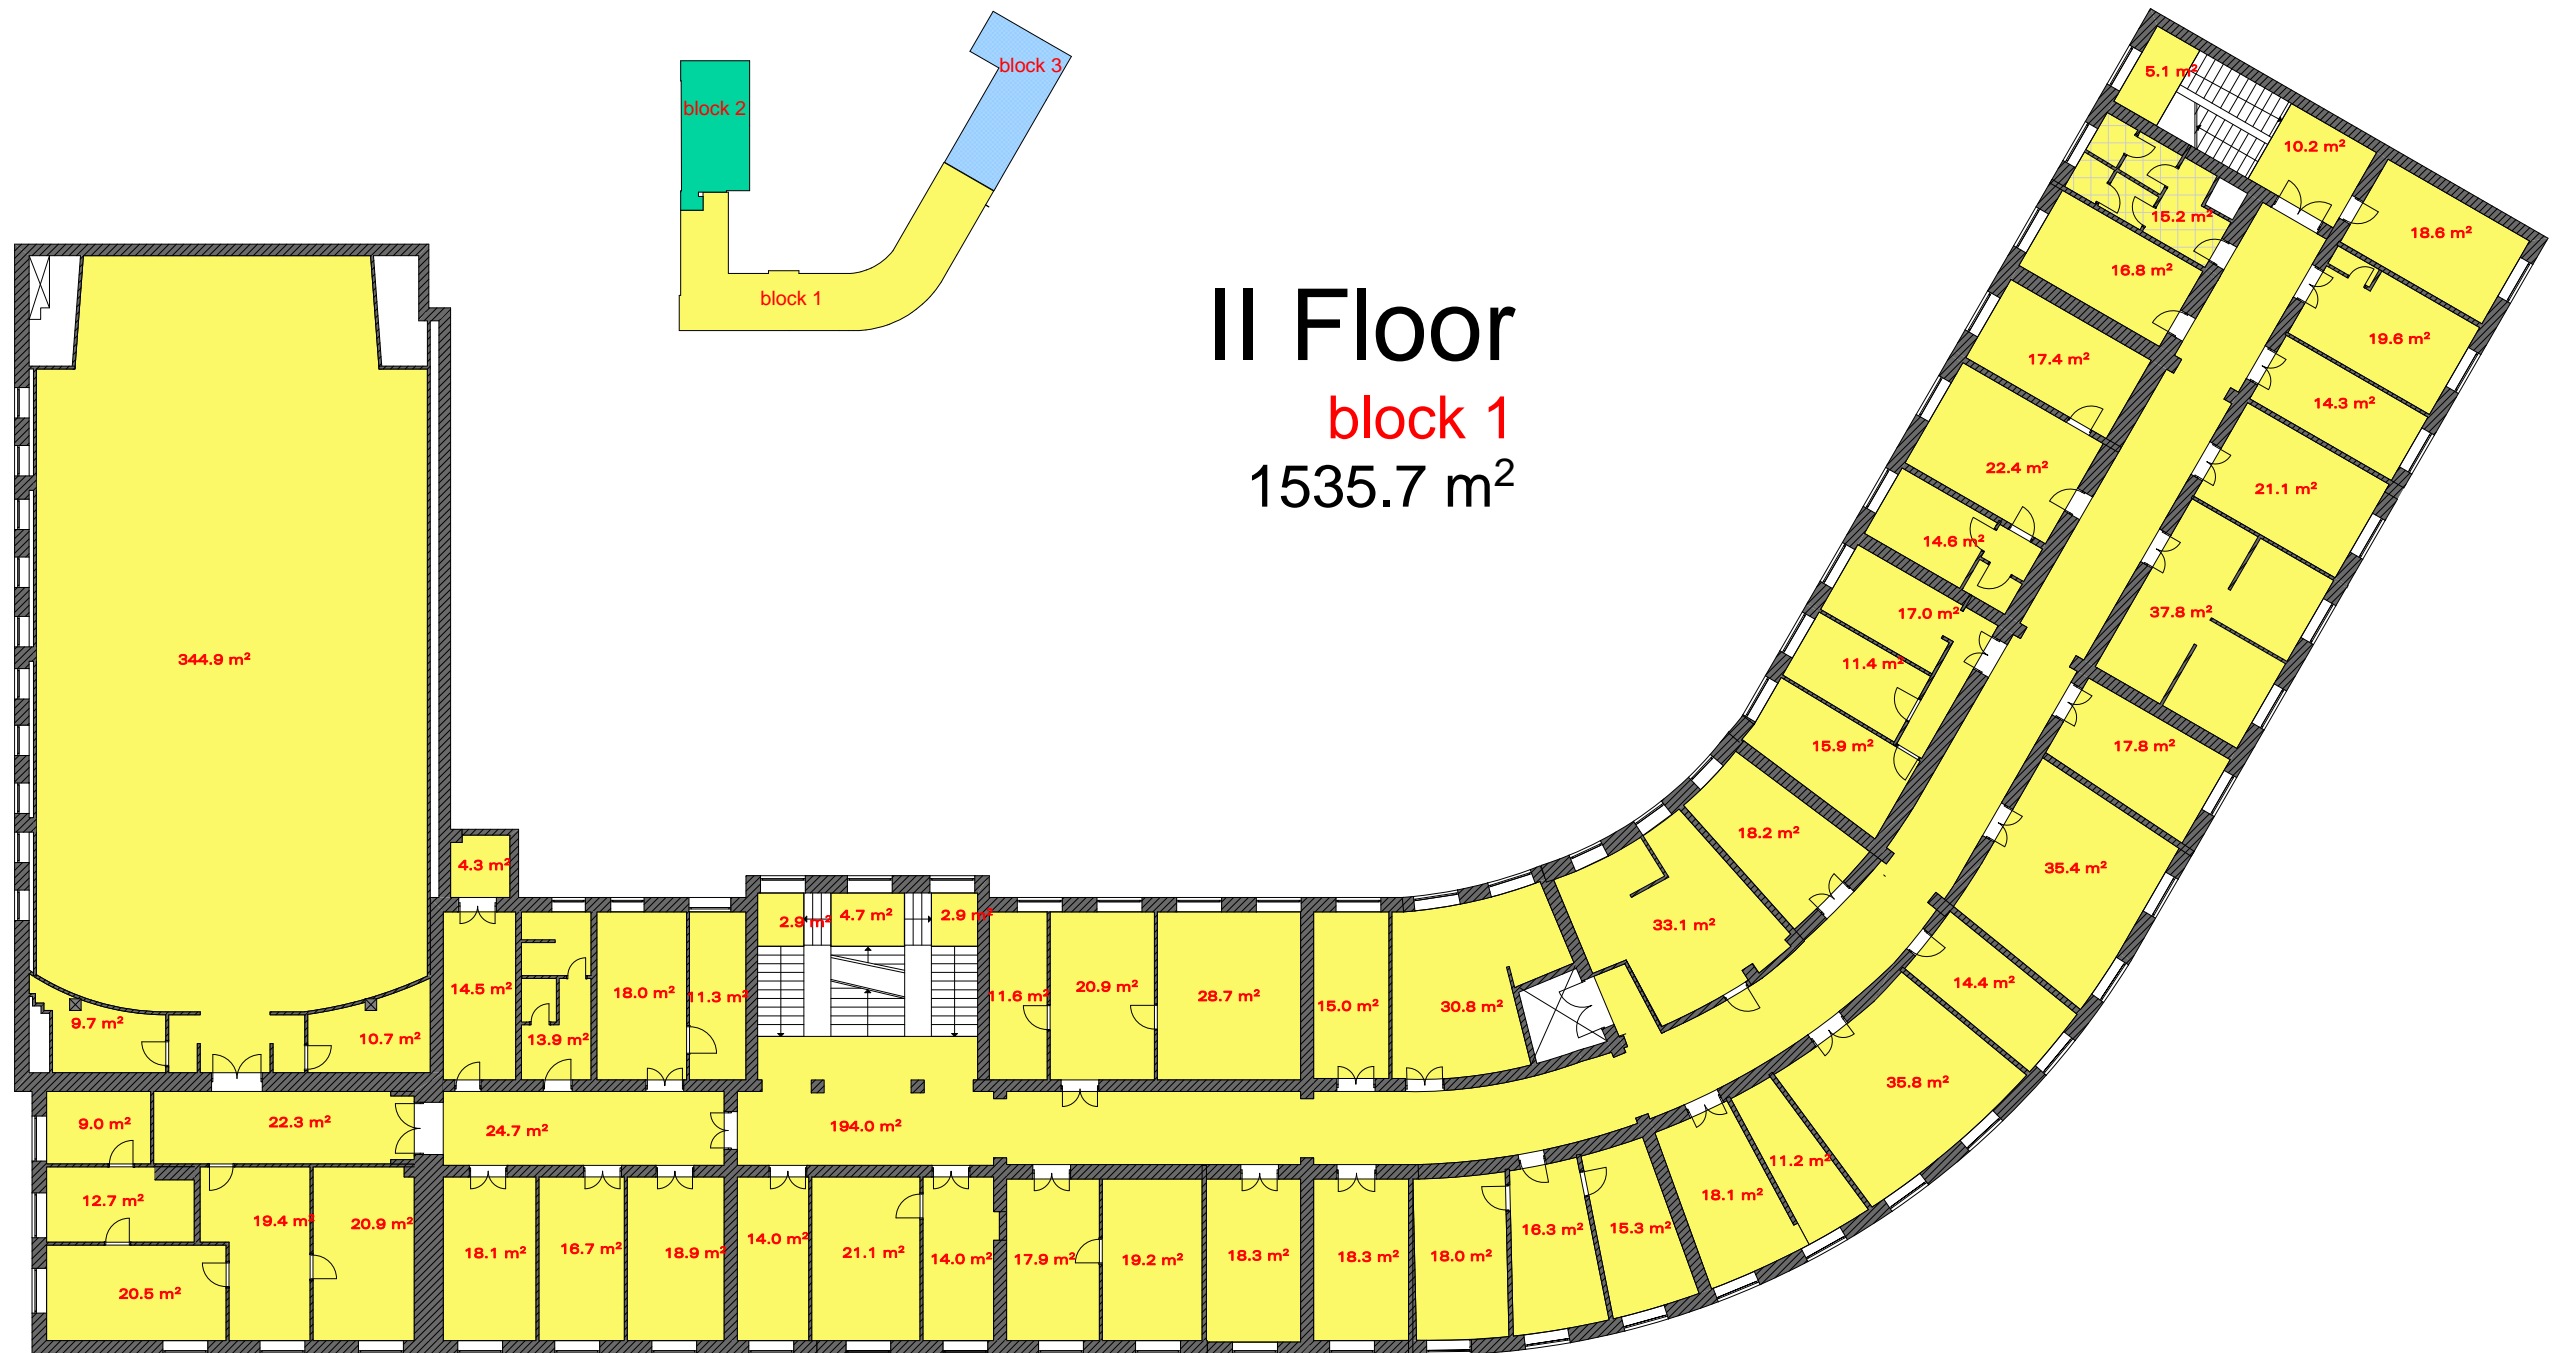 block 3
block 2
block 1
II Floor
block 1
1535.7 m²
5.1 m²
10.2 m²
15.2 m²
18.6 m²
16.8 m²
19.6 m²
17.4 m²
14.3 m²
22.4 m²
21.1 m²
14.6 m²
17.0 m²
37.8 m²
11.4 m²
15.9 m²
17.8 m²
18.2 m²
35.4 m²
33.1 m²
14.4 m²
344.9 m²
4.3 m²
2.9 m²
4.7 m²
2.9 m²
14.5 m²
18.0 m²
11.3 m²
11.6 m²
20.9 m²
28.7 m²
15.0 m²
30.8 m²
9.7 m²
10.7 m²
13.9 m²
35.8 m²
9.0 m²
22.3 m²
24.7 m²
194.0 m²
11.2 m²
12.7 m²
19.4 m²
20.9 m²
18.1 m²
16.7 m²
18.9 m²
14.0 m²
21.1 m²
14.0 m²
17.9 m²
19.2 m²
18.3 m²
18.3 m²
18.0 m²
16.3 m²
15.3 m²
18.1 m²
20.5 m²